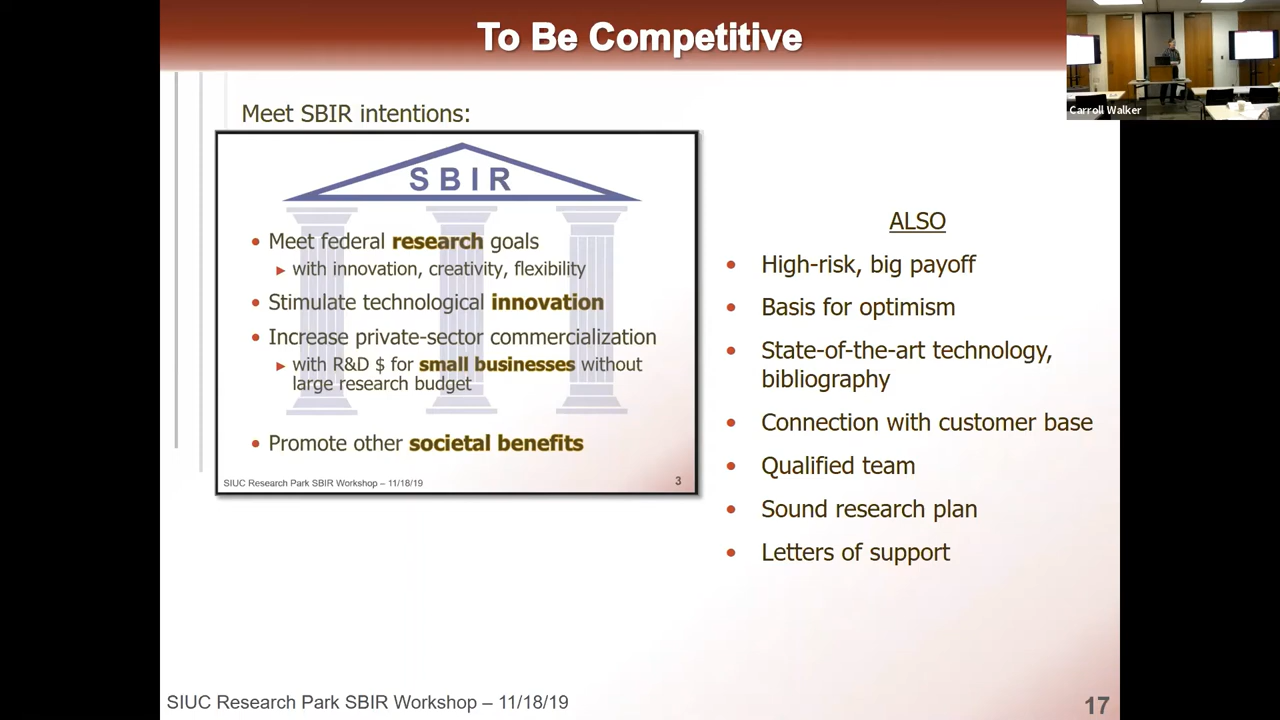 To Be Competitive
Carroll Walker
Meet SBIR intentions:
SBIR
• Meet federal research goals
► with innovation, creativity, flexibility
• Stimulate technological innovation
• Increase private-sector commercialization
► with R&D $ for small businesses without
large research budget
• Promote other societal benefits
SIUC Research Park SBIR Workshop – 11/18/19
3
ALSO
• High-risk, big payoff
• Basis for optimism
• State-of-the-art technology,
bibliography
• Connection with customer base
• Qualified team
• Sound research plan
• Letters of support
SIUC Research Park SBIR Workshop – 11/18/19
17